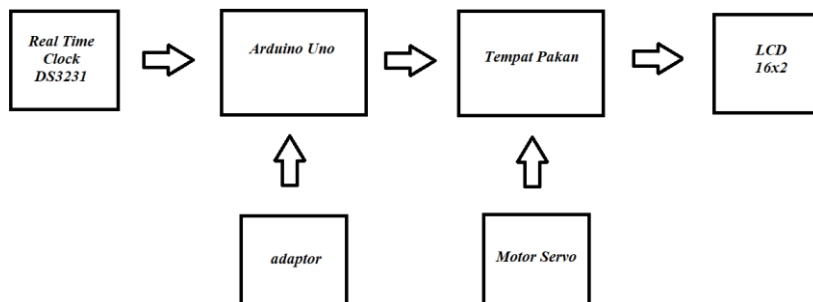 Real Time
Clock
DS3231
Arduino Uno
Tempat Pakan
LCD
16x2
adaptor
Motor Servo